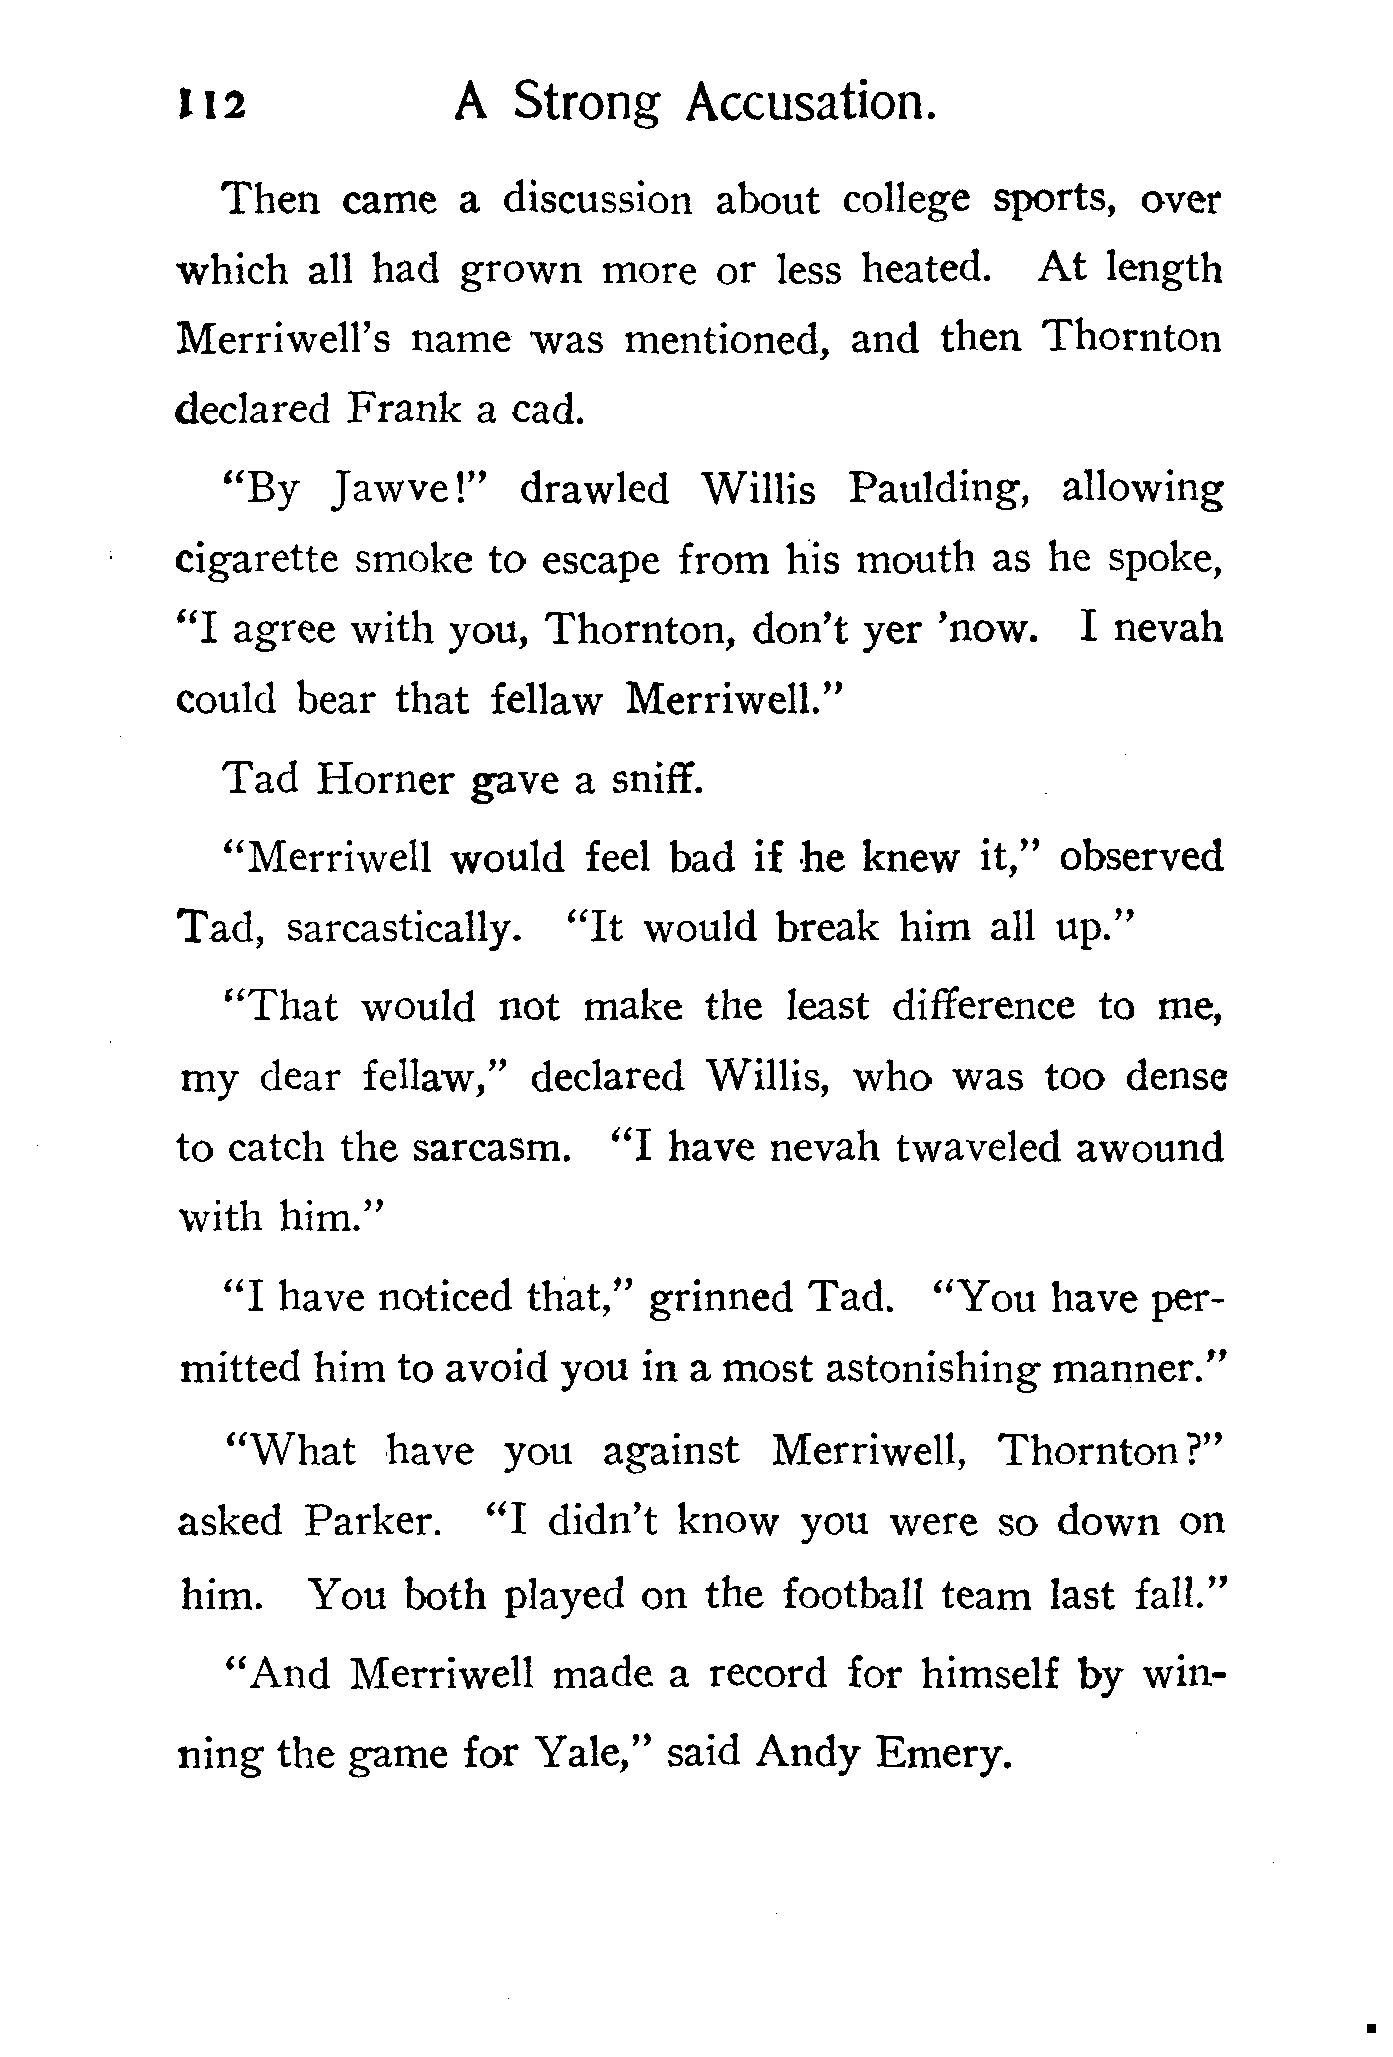 112 A Strong Accusation.
Then came a discussion about college sports, over
which all had grown more or less heated. At length
Merriwell's name was mentioned, and then Thornton
declared Frank a cad.
“By Jawve!” drawled Willis Paulding, allowing
cigarette smoke to escape from his mouth as he spoke,
“I agree with you, Thornton, don't yer 'now. I nevah
could bear that fellaw Merriwell.”
Tad Horner gave a sniff.
“Merriwell would feel bad if he knew it,” observed
Tad, sarcastically. “It would break him all up.”
“That would not make the least difference to me,
my dear fellaw,” declared Willis, who was too dense
to catch the sarcasm. “I have nevah twaveled awound
with him.”
“I have noticed that,” grinned Tad. “You have per-
mitted him to avoid you in a most astonishing manner.”
“What have you against Merriwell, Thornton?”
asked Parker. “I didn't know you were so down on
him. You both played on the football team last fall.”
“And Merriwell made a record for himself by win-
ning the game for Yale,” said Andy Emery.